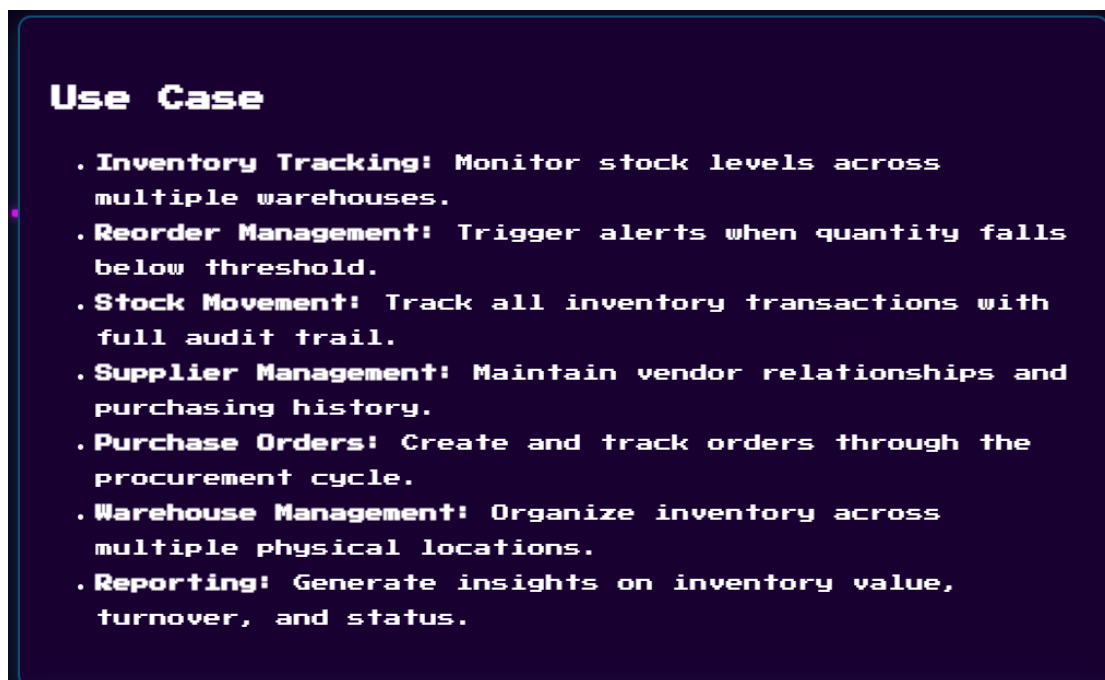 Use Case
• Inventory Tracking: Monitor stock levels across
multiple warehouses.
• Reorder Management: Trigger alerts when quantity falls
below threshold.
• Stock Movement: Track all inventory transactions with
full audit trail.
• Supplier Management: Maintain vendor relationships and
purchasing history.
• Purchase Orders: Create and track orders through the
procurement cycle.
• Warehouse Management: Organize inventory across
multiple physical locations.
• Reporting: Generate insights on inventory value,
turnover, and status.